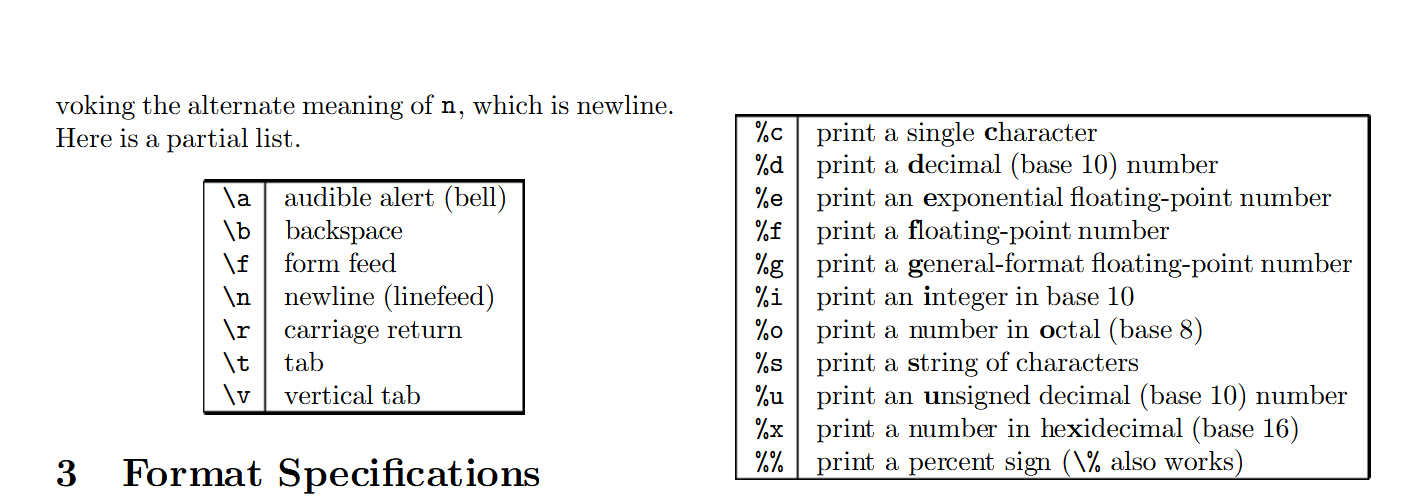 voking the alternate meaning of n, which is newline.
Here is a partial list.
\a audible alert (bell)
\b backspace
\f form feed
\n newline (linefeed)
\r carriage return
\t tab
\v vertical tab
3 Format Specifications
%c print a single character
%d print a decimal (base 10) number
%e print an exponential floating-point number
%f print a floating-point number
%g print a general-format floating-point number
%i print an integer in base 10
%o print a number in octal (base 8)
%s print a string of characters
%u print an unsigned decimal (base 10) number
%x print a number in hexidecimal (base 16)
%% print a percent sign (\% also works)